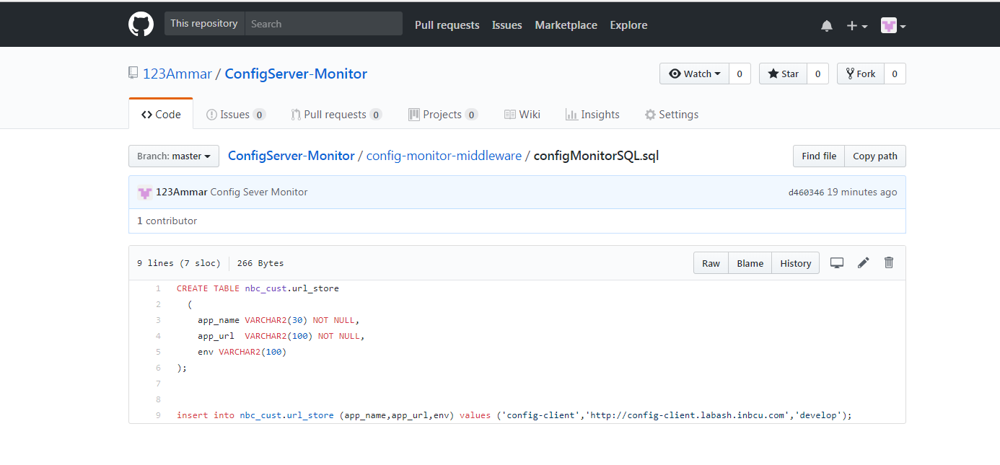 This repository Search Pull requests Issues Marketplace Explore
123Ammar / ConfigServer-Monitor Watch 0 Star 0 Fork 0
Code Issues 0 Pull requests 0 Projects 0 Wiki Insights Settings
Branch: master ConfigServer-Monitor / config-monitor-middleware / configMonitorSQL.sql Find file Copy path
123Ammar Config Sever Monitor d460346 19 minutes ago
1 contributor
9 lines (7 sloc) 266 Bytes Raw Blame History
1 CREATE TABLE nbc_cust.url_store
2 (
3 app_name VARCHAR2(30) NOT NULL,
4 app_url VARCHAR2(100) NOT NULL,
5 env VARCHAR2(100)
6 );
7
8
9 insert into nbc_cust.url_store (app_name,app_url,env) values ('config-client','http://config-client.labash.inbcu.com','develop');